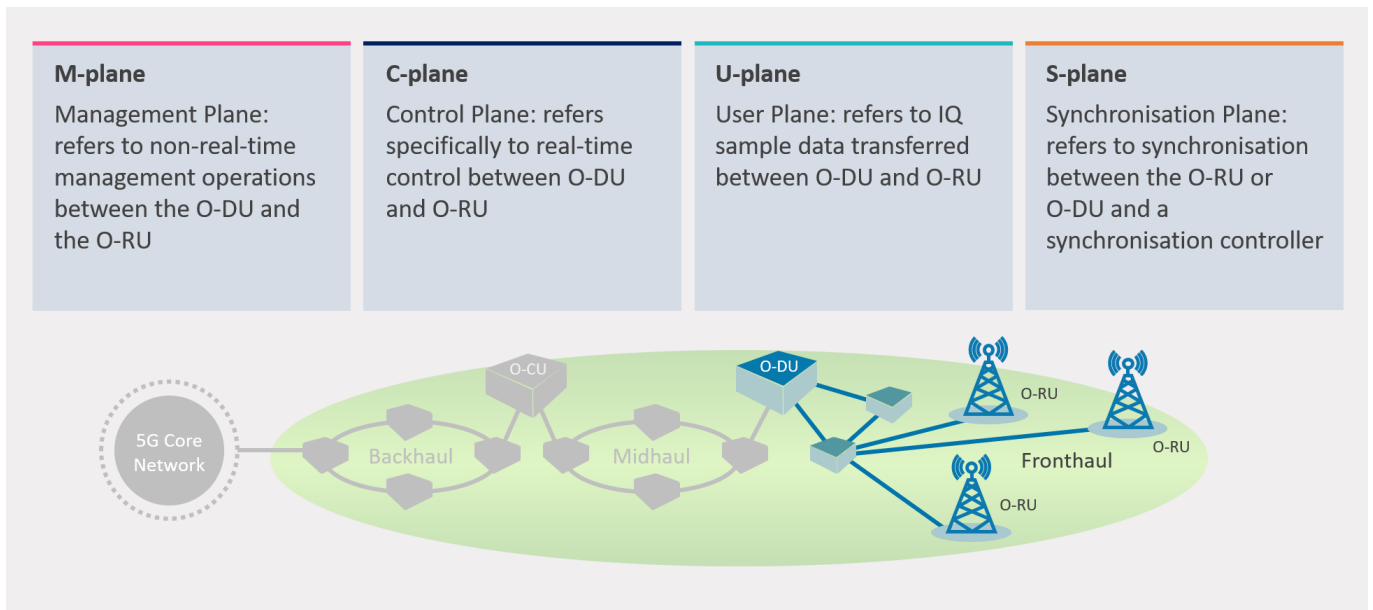 M-plane
Management Plane:
refers to non-real-time
management operations
between the O-DU and
the O-RU
C-plane
Control Plane: refers
specifically to real-time
control between O-DU
and O-RU
U-plane
User Plane: refers to IQ
sample data transferred
between O-DU and O-RU
S-plane
Synchronisation Plane:
refers to synchronisation
between the O-RU or
O-DU and a
synchronisation controller
5G Core
Network
Backhaul
O-CU
Midhaul
O-DU
O-RU
O-RU
Fronthaul
O-RU